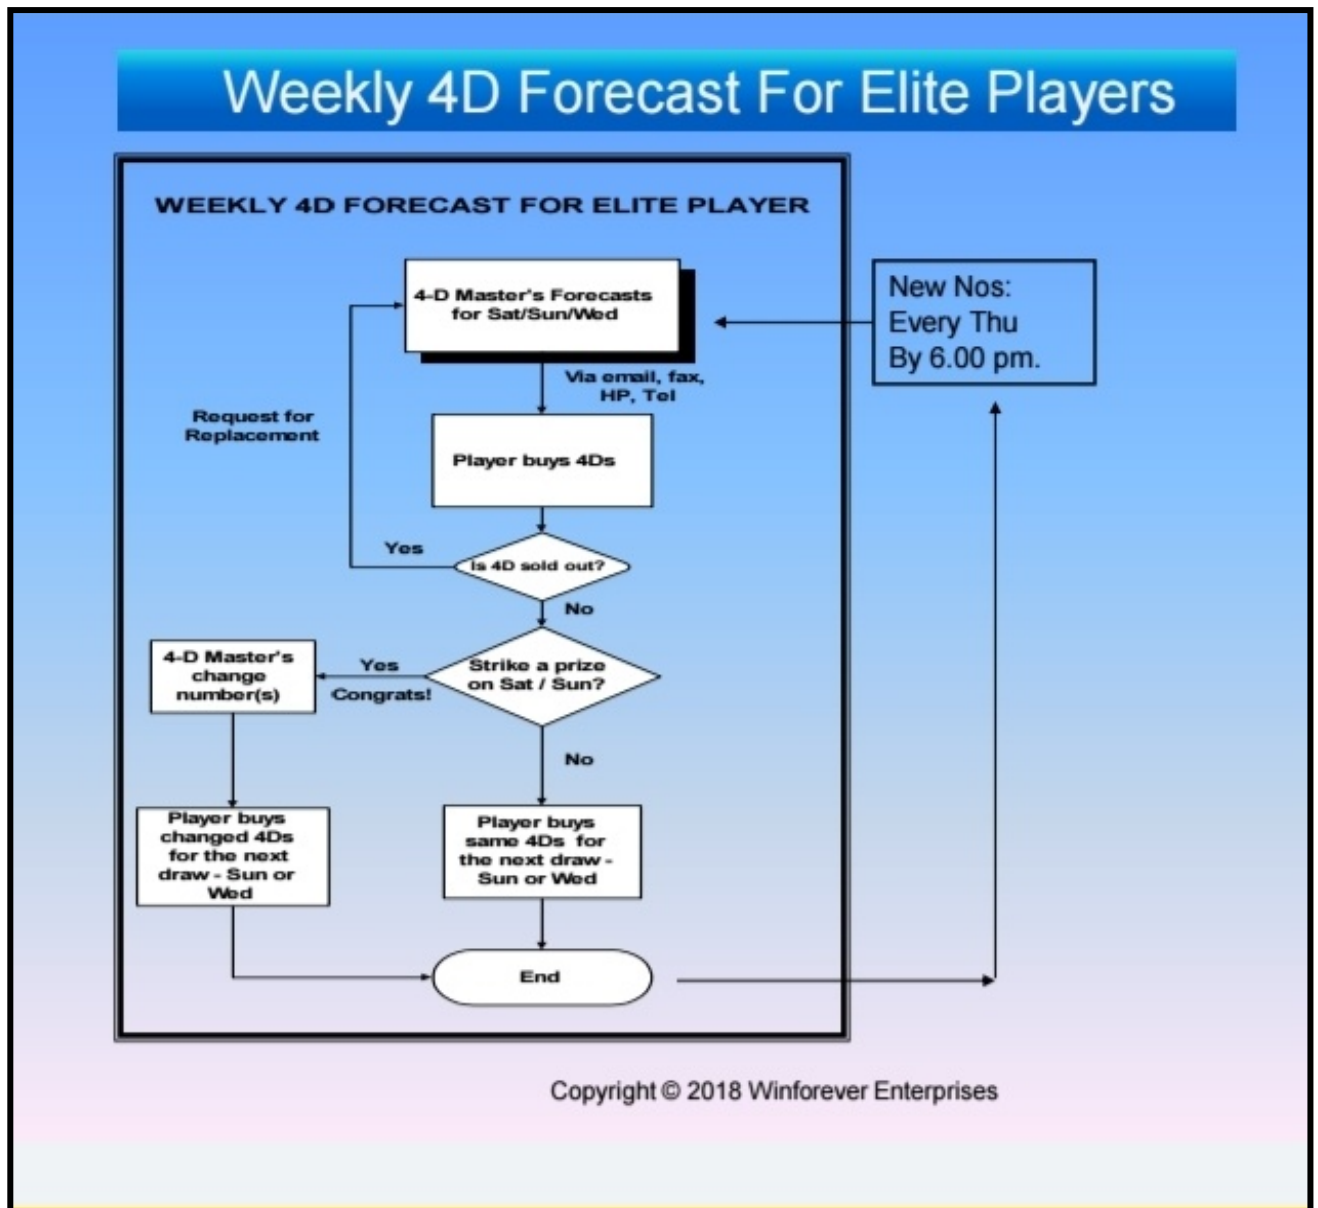 Weekly 4D Forecast For Elite Players
WEEKLY 4D FORECAST FOR ELITE PLAYER
4-D Master's Forecasts
for Sat/Sun/Wed
New Nos:
Every Thu
By 6.00 pm.
Via email, fax,
HP, Tel
Request for
Replacement
Player buys 4Ds
Yes
Is 4D sold out?
No
4-D Master's
change
number(s)
Yes
Congrats!
Strike a prize
on Sat / Sun?
No
Player buys
changed 4Ds
for the next
draw - Sun or
Wed
Player buys
same 4Ds for
the next draw -
Sun or Wed
End
Copyright © 2018 Winforever Enterprises